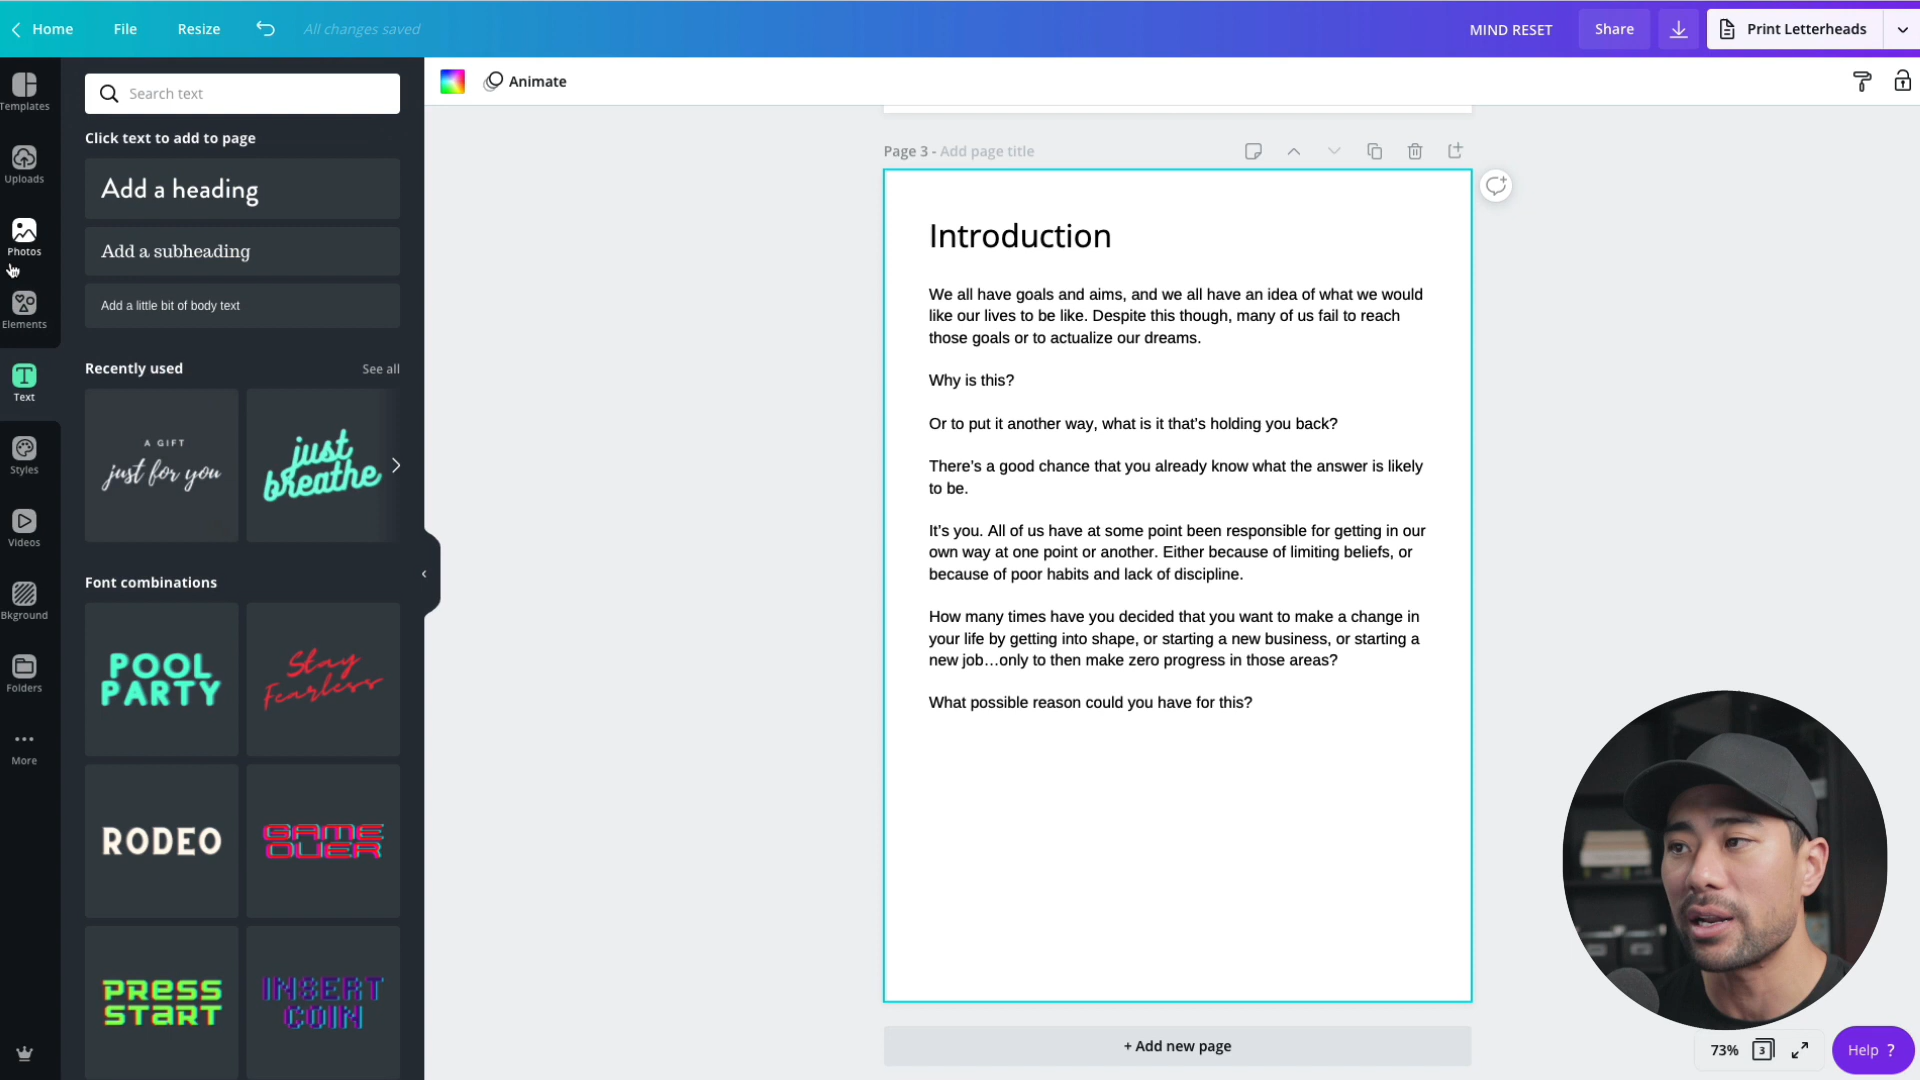 Home File Resize All changes saved MIND RESET Share Print Letterheads
Templates
Uploads
Photos
Elements
Text
Styles
Videos
Bkground
Folders
More
Search text
Click text to add to page
Add a heading
Add a subheading
Add a little bit of body text
Recently used See all
A GIFT
just for you
just
breathe
Font combinations
POOL
PARTY
Stay
Fearless
RODEO
GAME
OVER
PRESS
START
INSERT
COIN
Animate
Page 3 - Add page title
Introduction
We all have goals and aims, and we all have an idea of what we would
like our lives to be like. Despite this though, many of us fail to reach
those goals or to actualize our dreams.
Why is this?
Or to put it another way, what is it that's holding you back?
There's a good chance that you already know what the answer is likely
to be.
It's you. All of us have at some point been responsible for getting in our
own way at one point or another. Either because of limiting beliefs, or
because of poor habits and lack of discipline.
How many times have you decided that you want to make a change in
your life by getting into shape, or starting a new business, or starting a
new job…only to then make zero progress in those areas?
What possible reason could you have for this?
+ Add new page
73% 3 Help ?